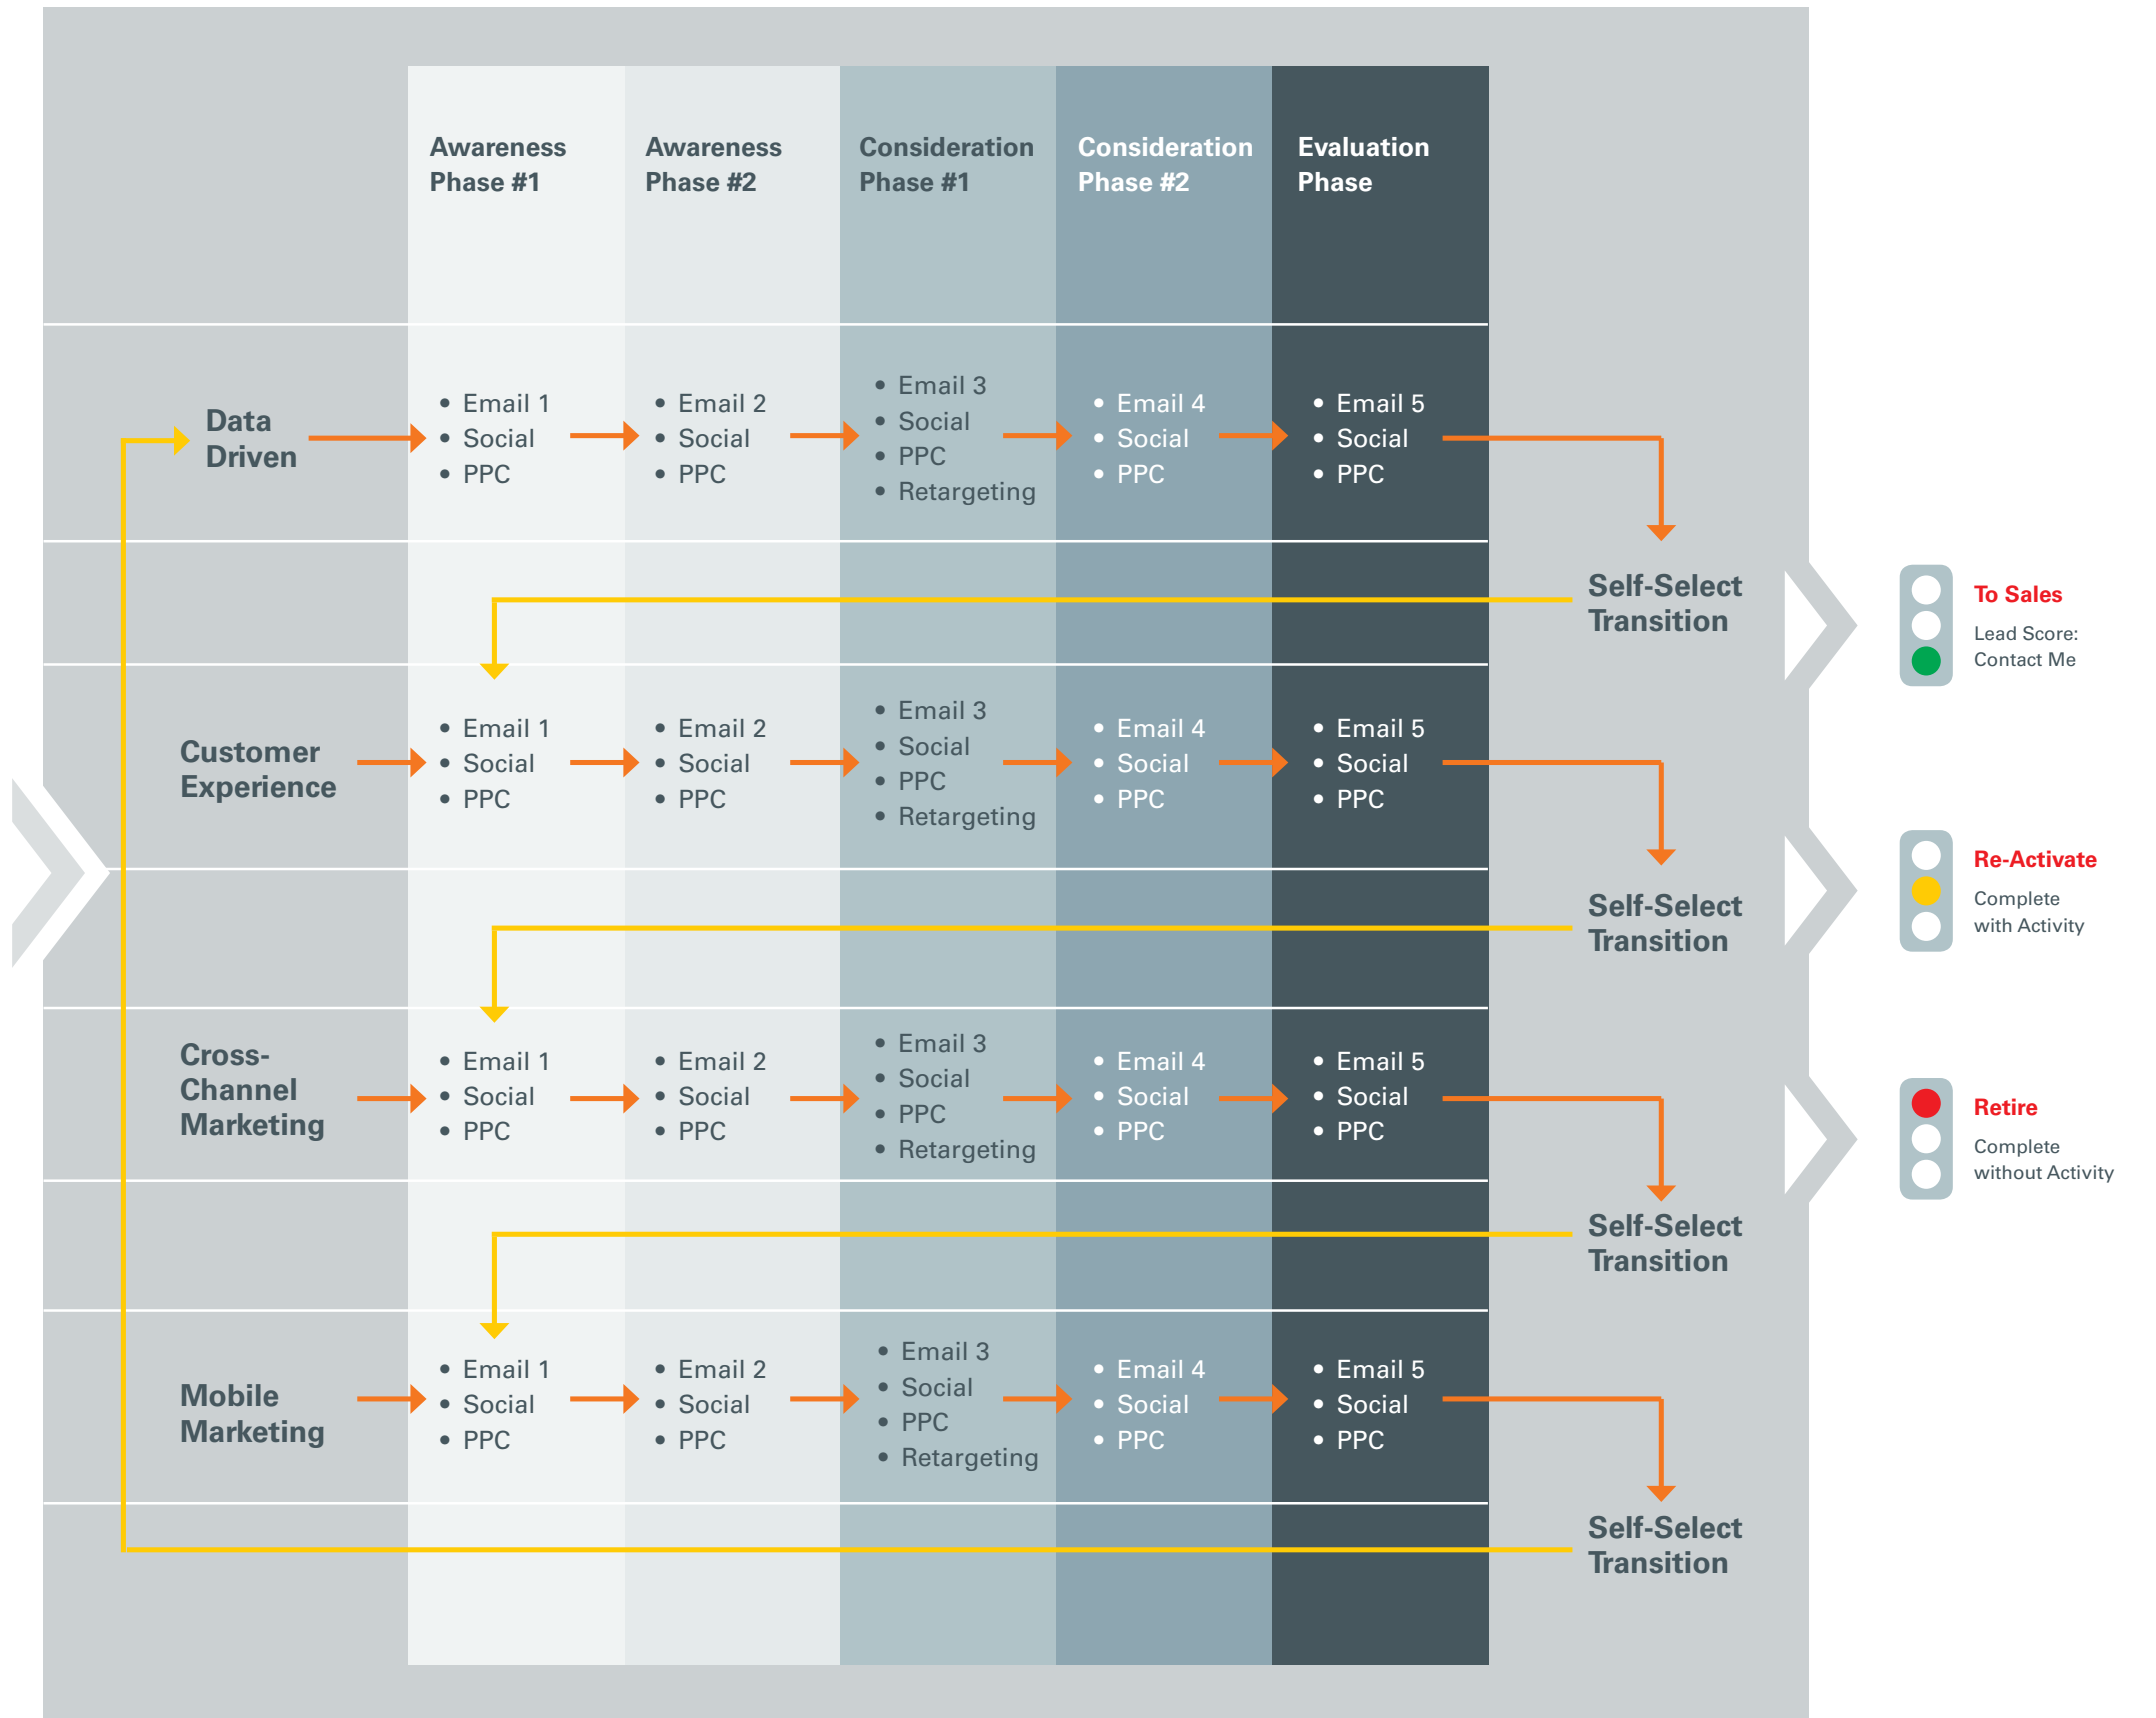 Awareness
Phase #1
Awareness
Phase #2
Consideration
Phase #1
Consideration
Phase #2
Evaluation
Phase
Data
Driven
• Email 1
• Social
• PPC
• Email 2
• Social
• PPC
• Email 3
• Social
• PPC
• Retargeting
• Email 4
• Social
• PPC
• Email 5
• Social
• PPC
Self-Select
Transition
Customer
Experience
• Email 1
• Social
• PPC
• Email 2
• Social
• PPC
• Email 3
• Social
• PPC
• Retargeting
• Email 4
• Social
• PPC
• Email 5
• Social
• PPC
Self-Select
Transition
Cross-
Channel
Marketing
• Email 1
• Social
• PPC
• Email 2
• Social
• PPC
• Email 3
• Social
• PPC
• Retargeting
• Email 4
• Social
• PPC
• Email 5
• Social
• PPC
Self-Select
Transition
Mobile
Marketing
• Email 1
• Social
• PPC
• Email 2
• Social
• PPC
• Email 3
• Social
• PPC
• Retargeting
• Email 4
• Social
• PPC
• Email 5
• Social
• PPC
Self-Select
Transition
To Sales
Lead Score:
Contact Me
Re-Activate
Complete
with Activity
Retire
Complete
without Activity